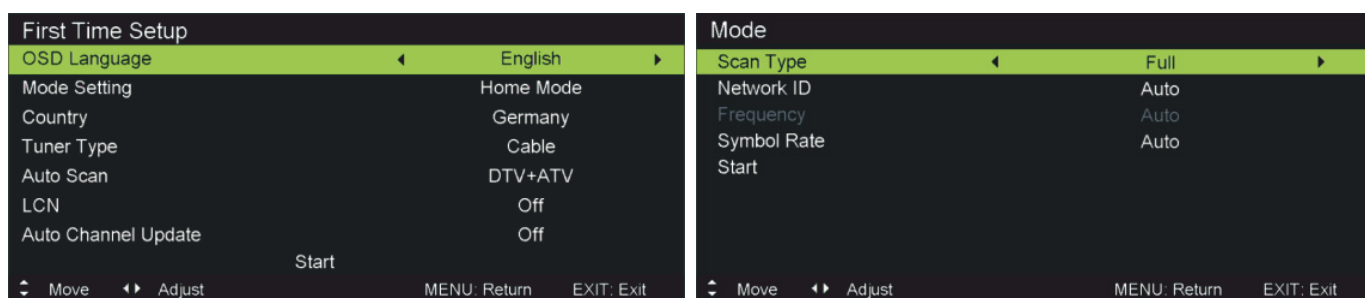 First Time Setup
OSD Language English
Mode Setting Home Mode
Country Germany
Tuner Type Cable
Auto Scan DTV+ATV
LCN Off
Auto Channel Update Off
Start
Move Adjust MENU: Return EXIT: Exit
Mode
Scan Type Full
Network ID Auto
Frequency Auto
Symbol Rate Auto
Start
Move Adjust MENU: Return EXIT: Exit